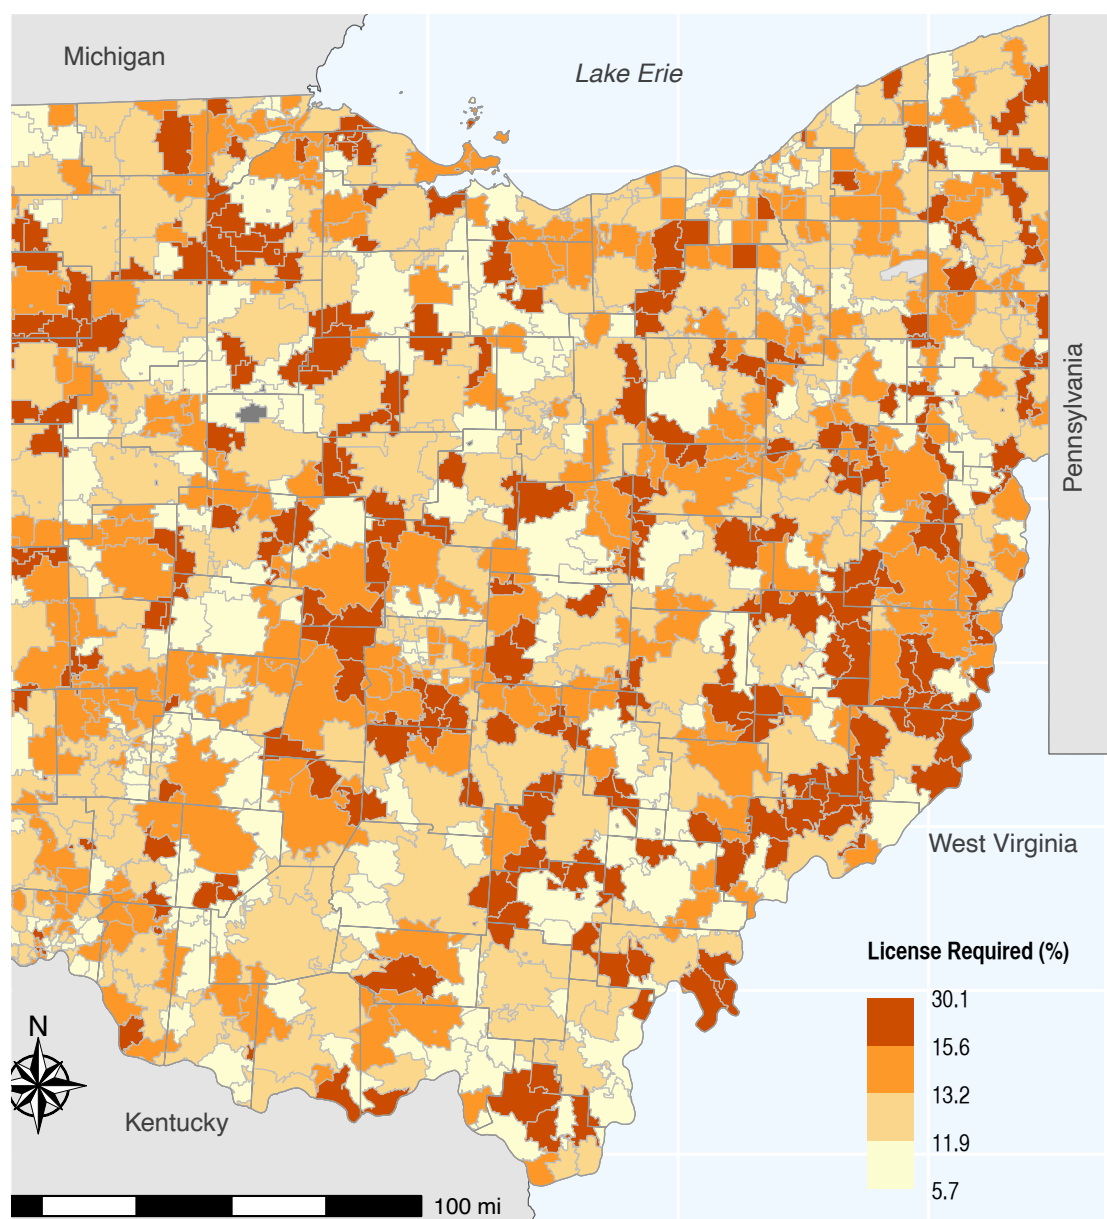 Michigan
Lake Erie
Pennsylvania
West Virginia
License Required (%)
30.1
15.6
13.2
11.9
5.7
N
Kentucky
100 mi